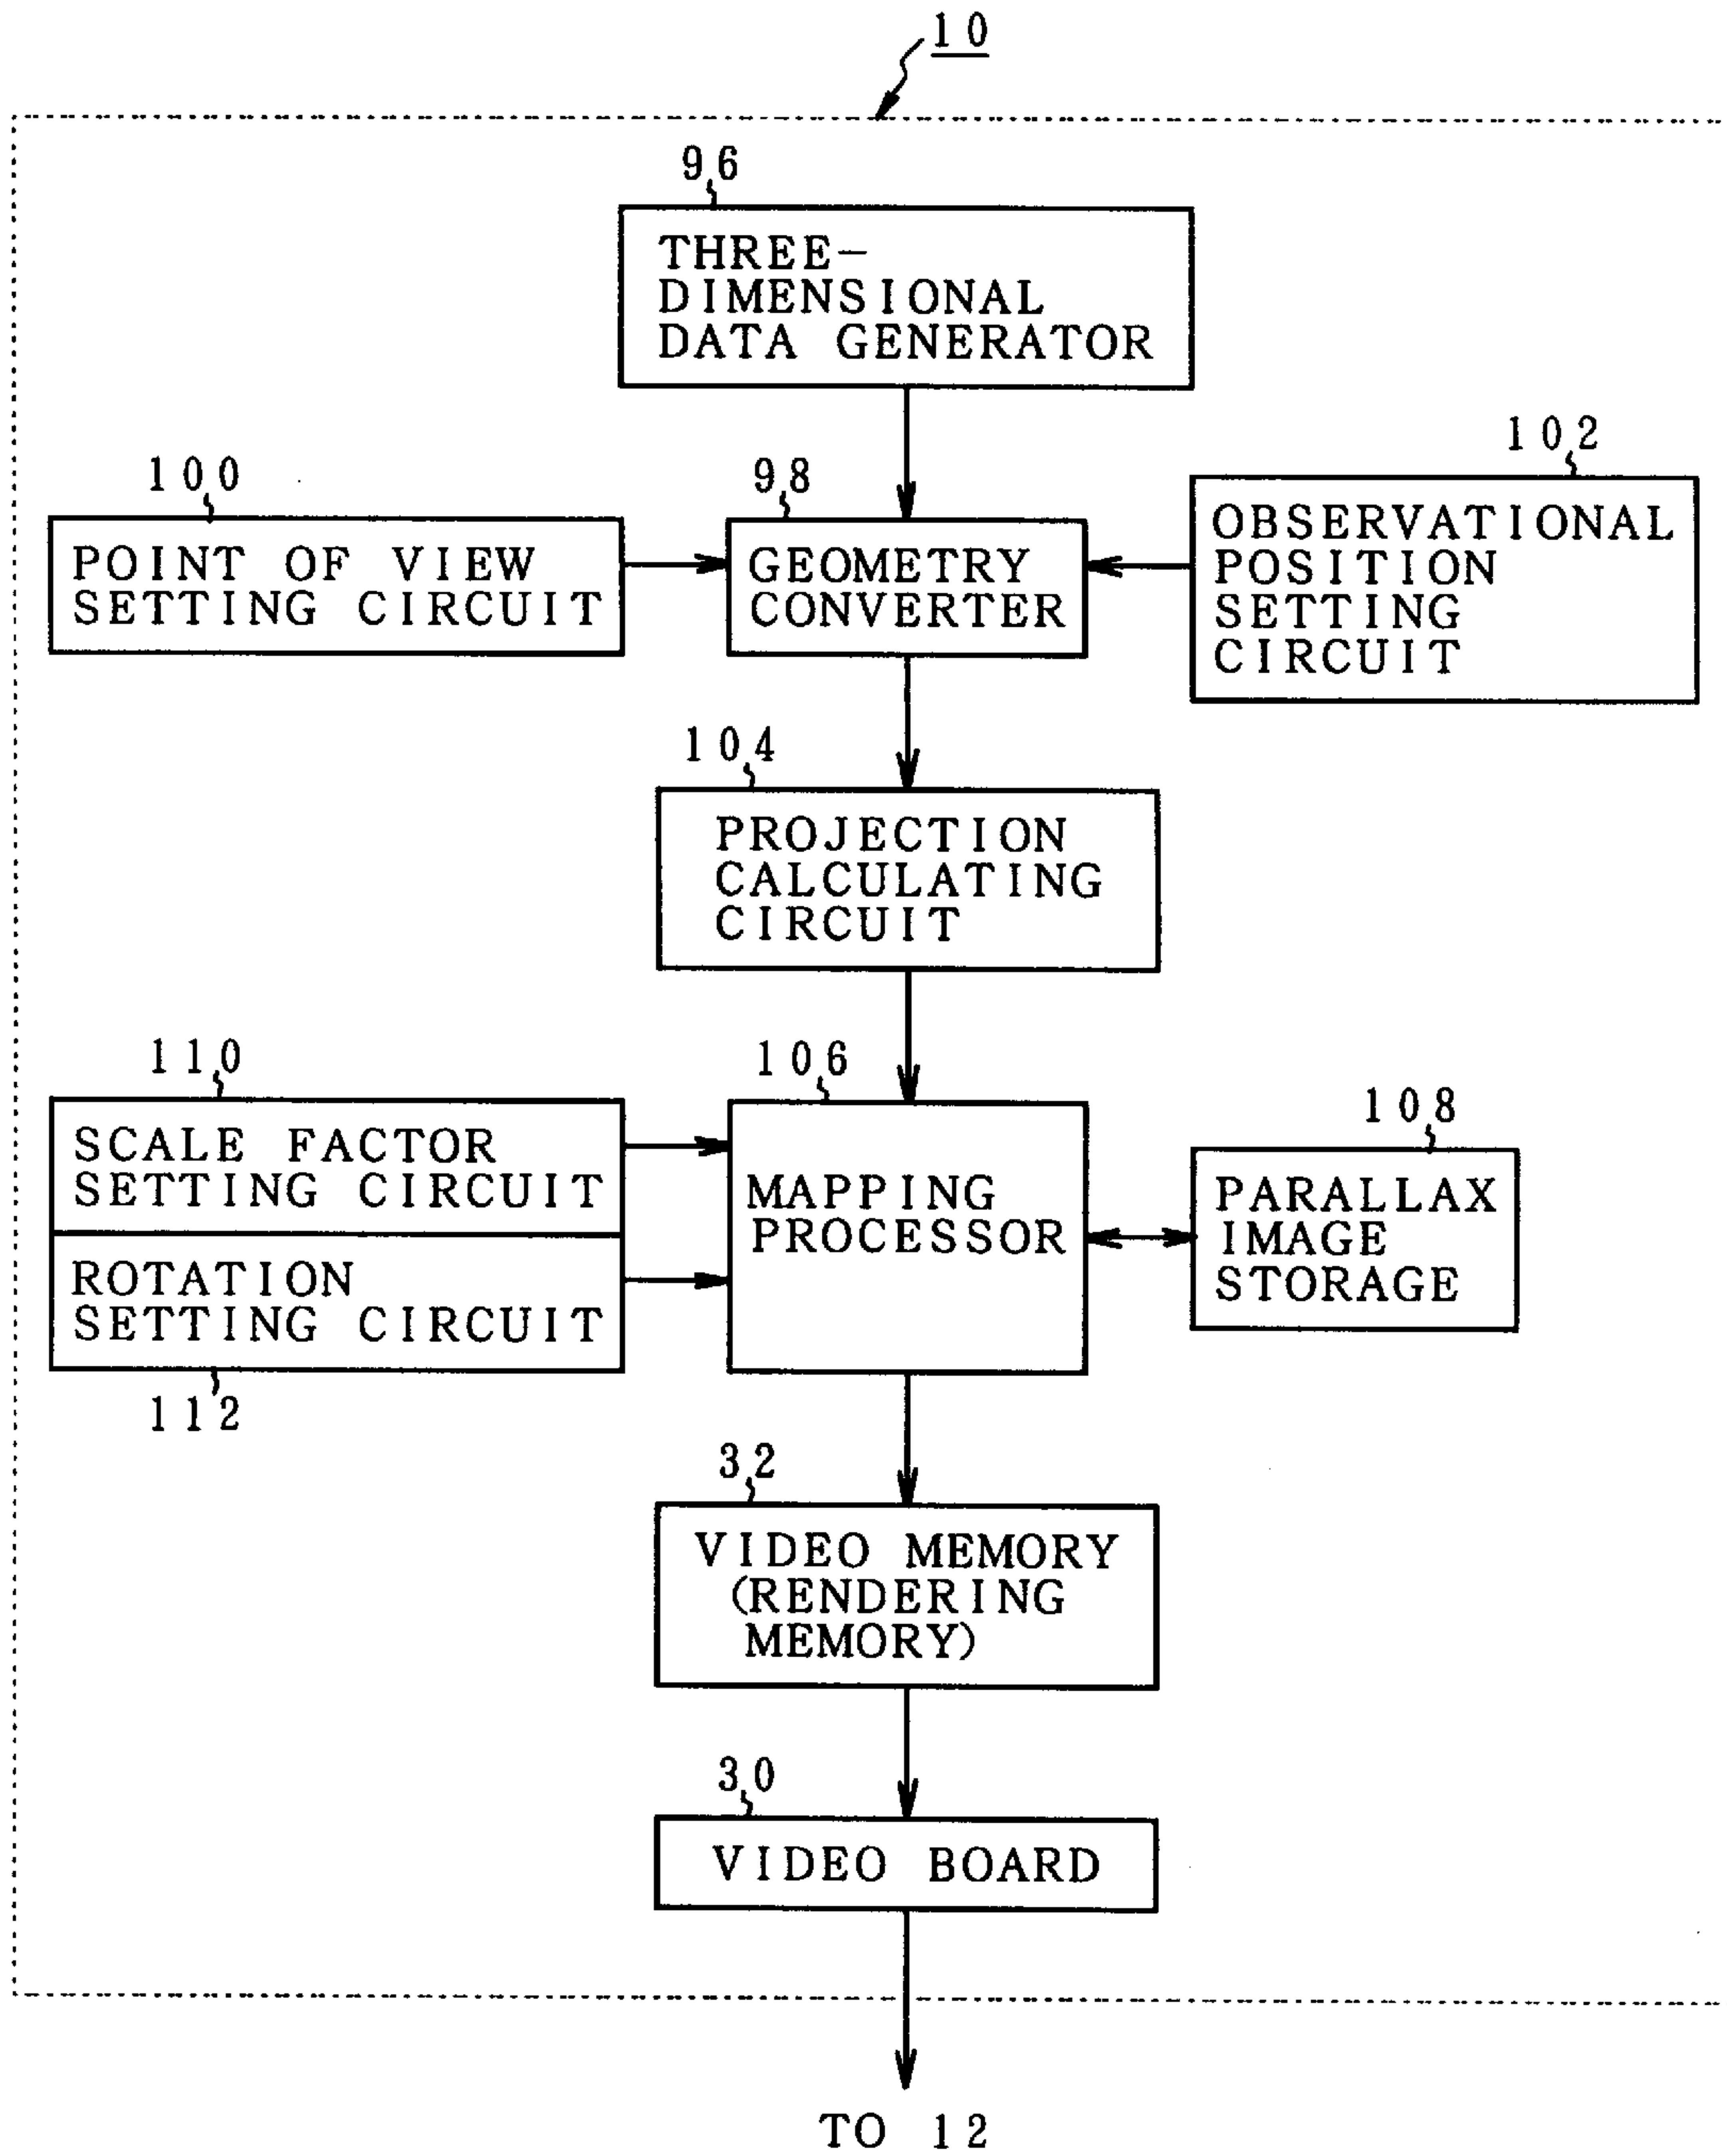 10
96
THREE-
DIMENSIONAL
DATA GENERATOR
100
98
102
POINT OF VIEW
SETTING CIRCUIT
GEOMETRY
CONVERTER
OBSERVATIONAL
POSITION
SETTING
CIRCUIT
104
PROJECTION
CALCULATING
CIRCUIT
110
106
108
SCALE FACTOR
SETTING CIRCUIT
MAPPING
PROCESSOR
PARALLAX
IMAGE
STORAGE
ROTATION
SETTING CIRCUIT
112
32
VIDEO MEMORY
(RENDERING
MEMORY)
30
VIDEO BOARD
TO 12